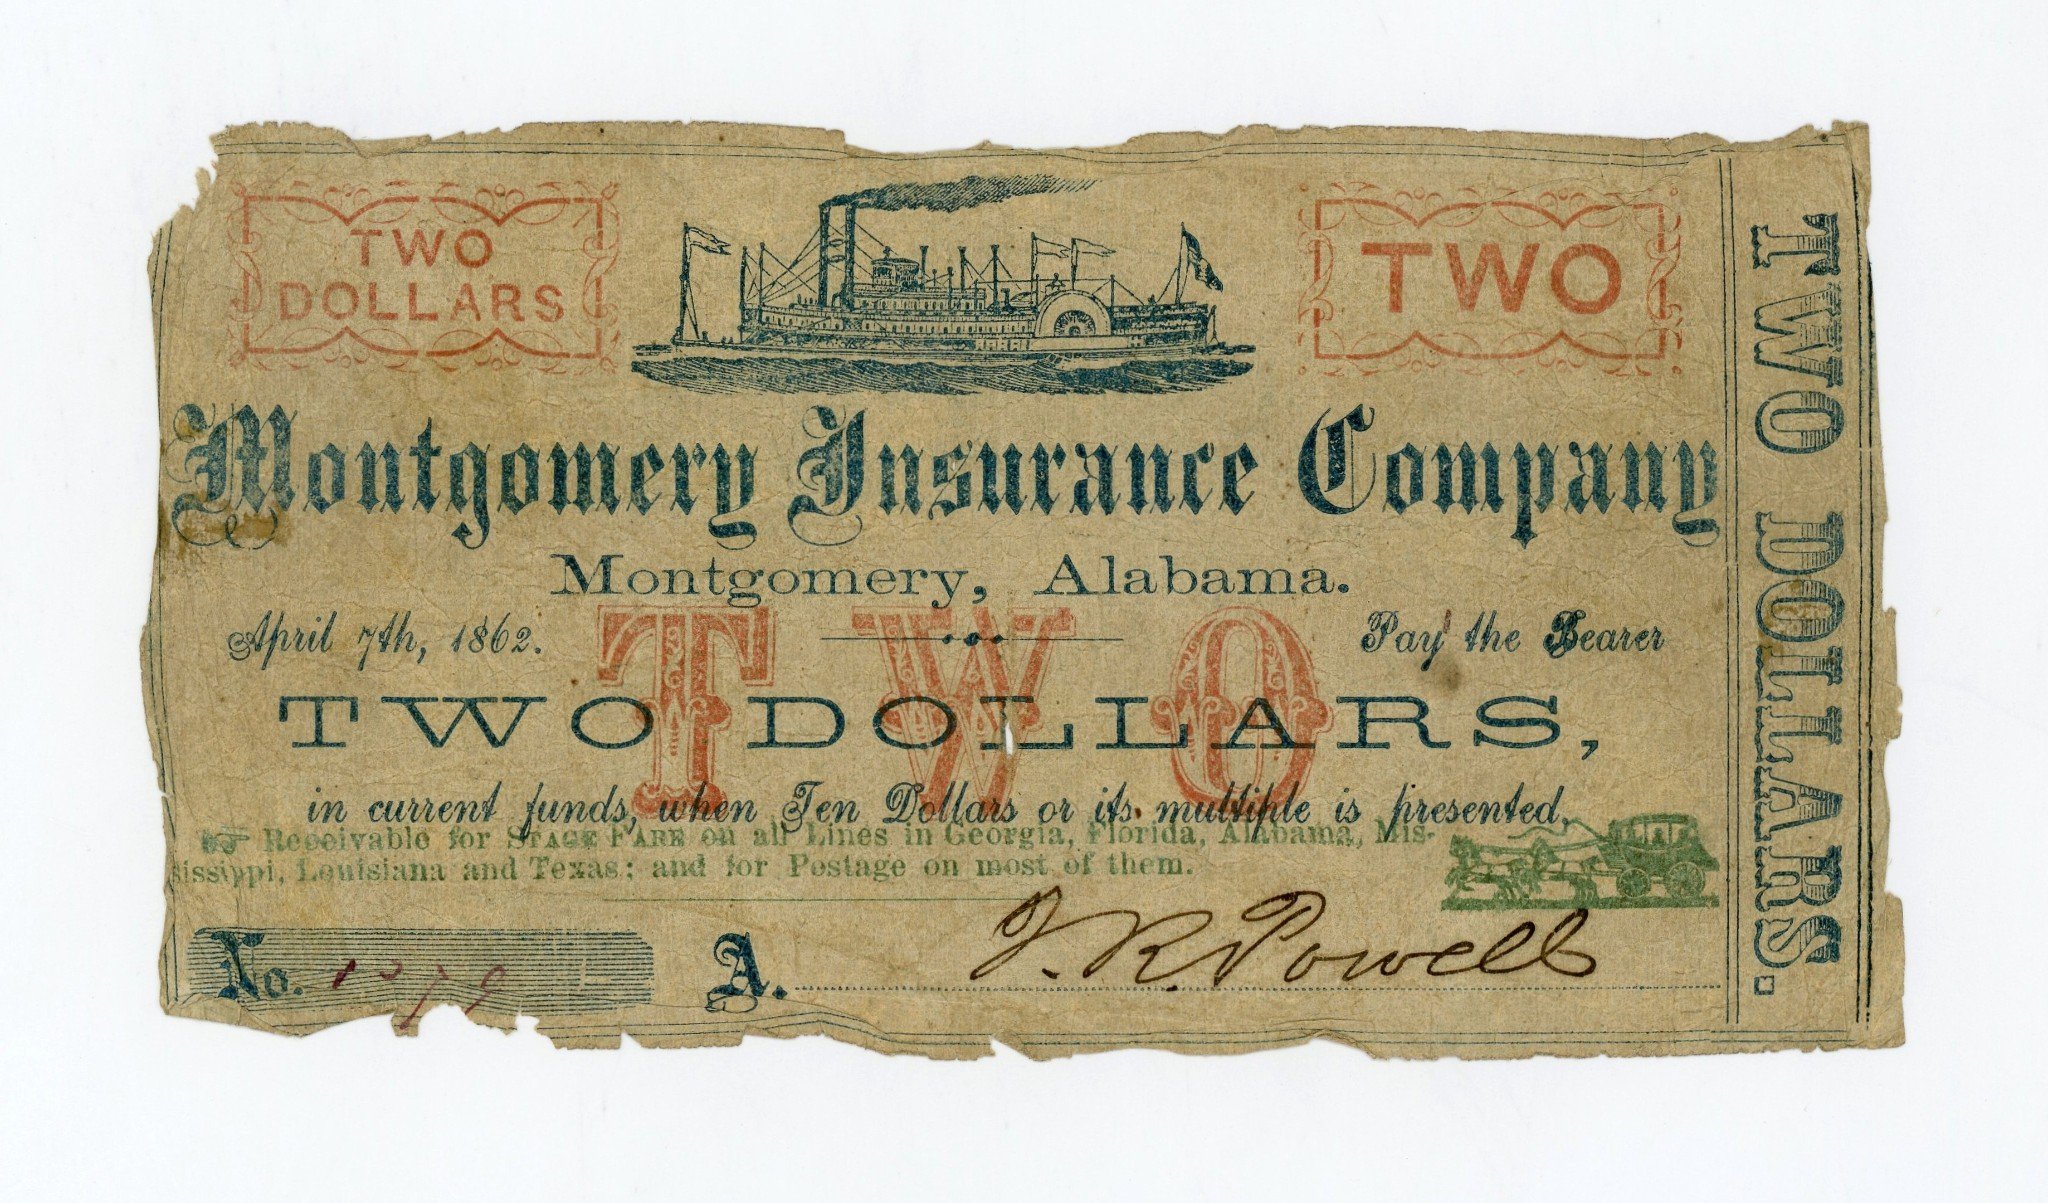 TWO
DOLLARS
TWO
Montgomery Insurance Company
Montgomery, Alabama.
April 7th, 1862.
Pay the Bearer
TWO
TWO DOLLARS,
in current funds, when Ten Dollars or its multiple is presented.
☞ Receivable for STAGE FARE on all Lines in Georgia, Florida, Alabama, Mis-
sissippi, Louisiana and Texas; and for Postage on most of them.
No.
A. J. R. Powell
TWO DOLLARS.